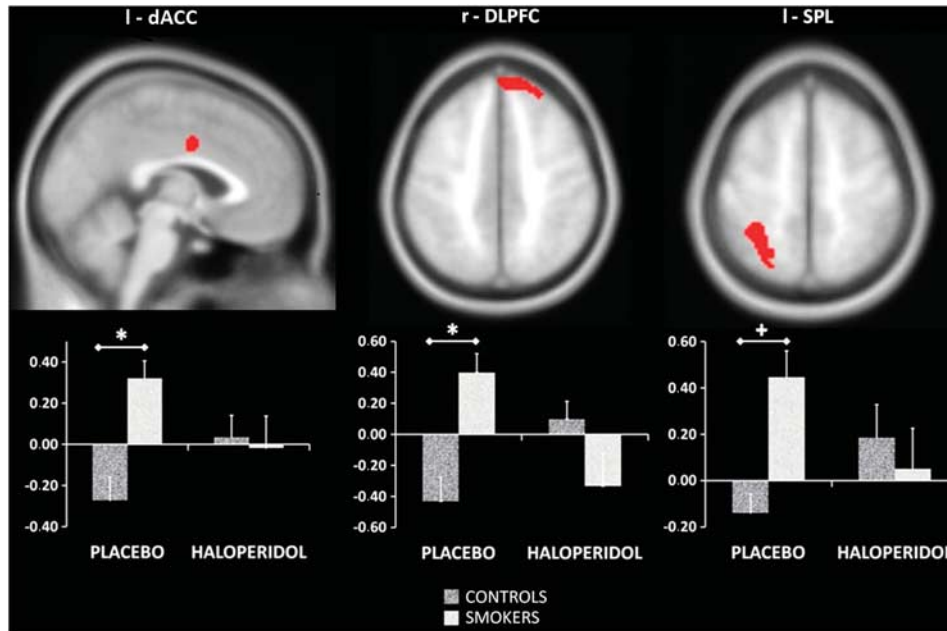 l - dACC
r - DLPFC
l - SPL
*
0.40
0.20
0.00
-0.20
-0.40
PLACEBO
HALOPERIDOL
*
0.60
0.40
0.20
0.00
-0.20
-0.40
-0.60
PLACEBO
HALOPERIDOL
+
0.60
0.40
0.20
0.00
-0.20
PLACEBO
HALOPERIDOL
CONTROLS
SMOKERS